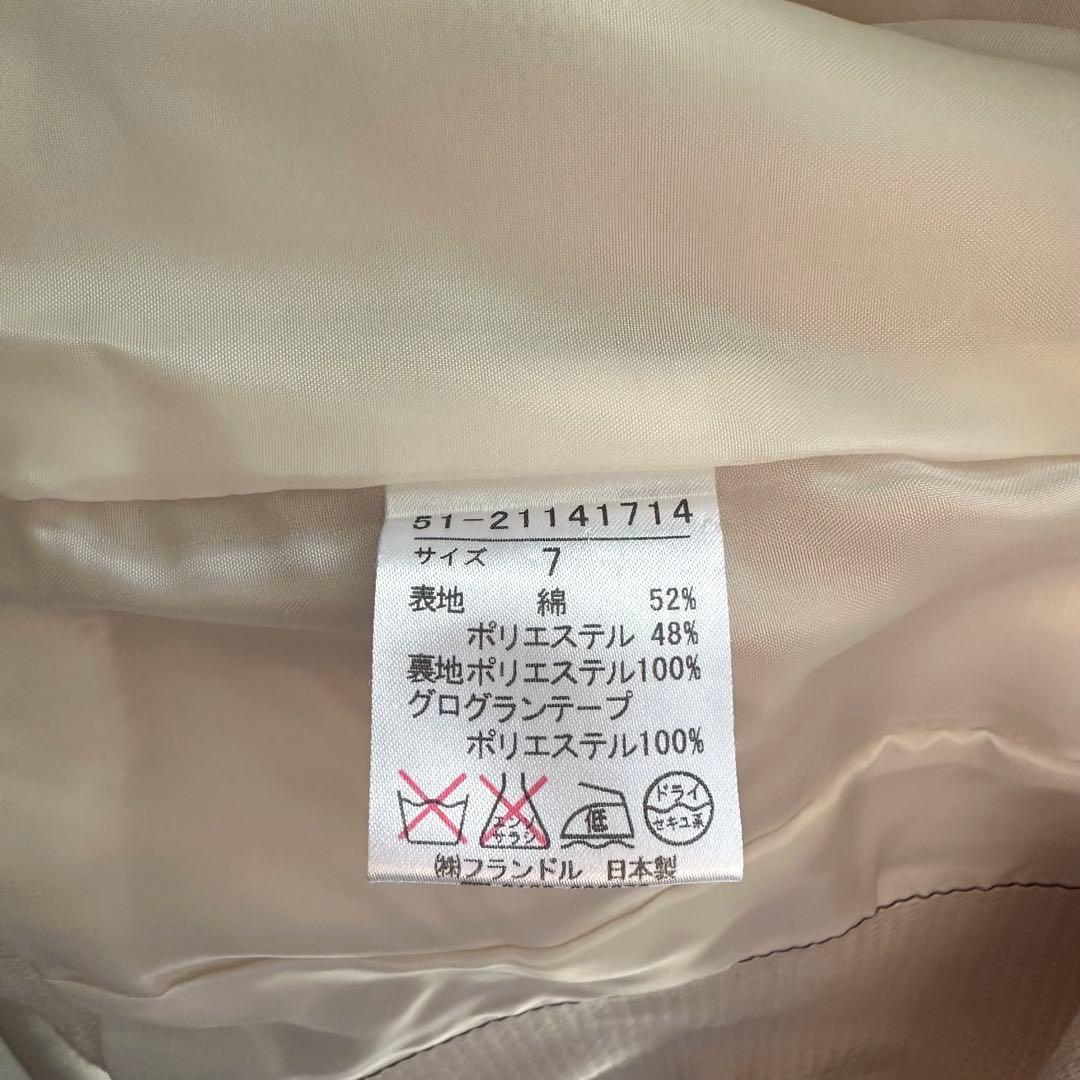 51-21141714
サイズ 7
表地 綿 52%
ポリエステル 48%
裏地ポリエステル100%
グログランテープ
ポリエステル100%
エンソ サラシ 低 ドライ セキユ系
㈱フランドル 日本製